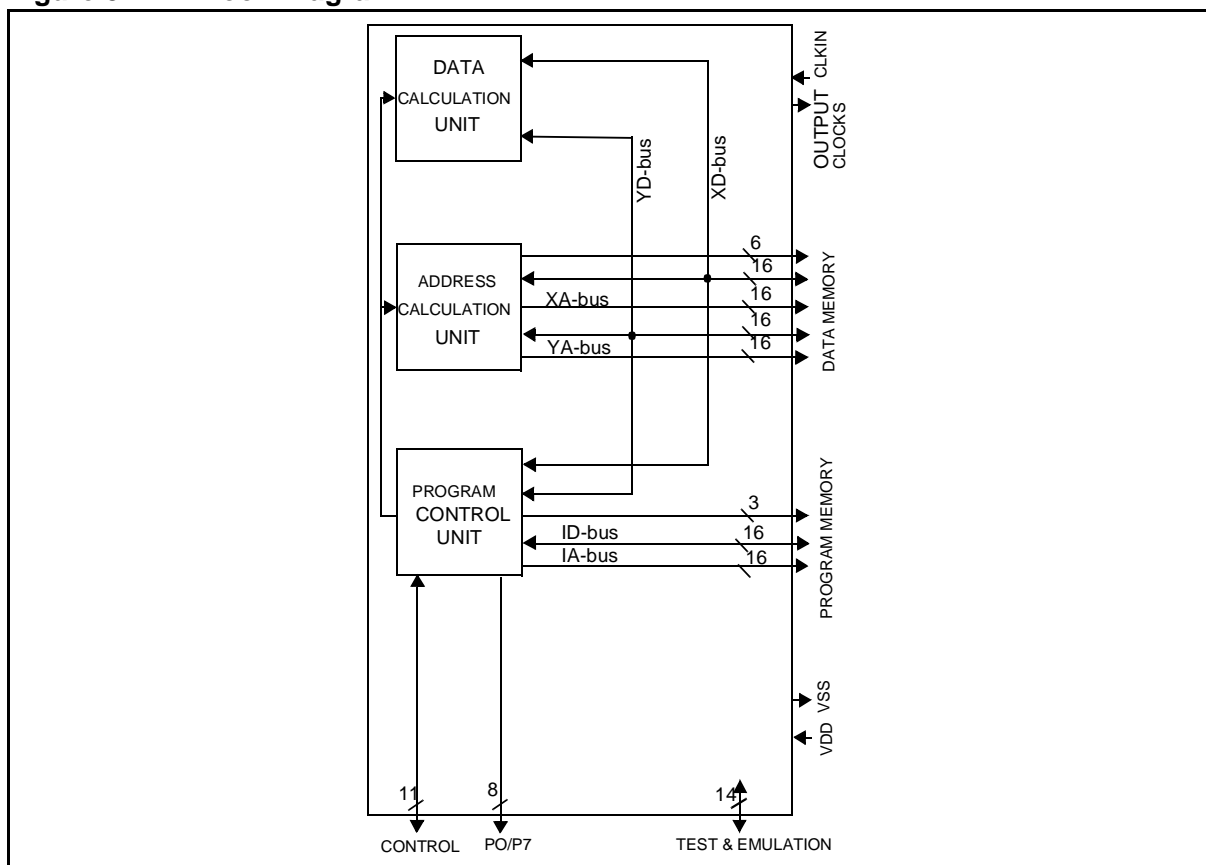 DATA
CALCULATION
UNIT
CLKIN
OUTPUT
CLOCKS
YD-bus
XD-bus
6
ADDRESS
CALCULATION
UNIT
16
XA-bus
16
16
YA-bus
16
DATA MEMORY
PROGRAM
CONTROL
UNIT
3
ID-bus
16
IA-bus
16
PROGRAM MEMORY
VSS
VDD
11
8
14
CONTROL
PO/P7
TEST & EMULATION